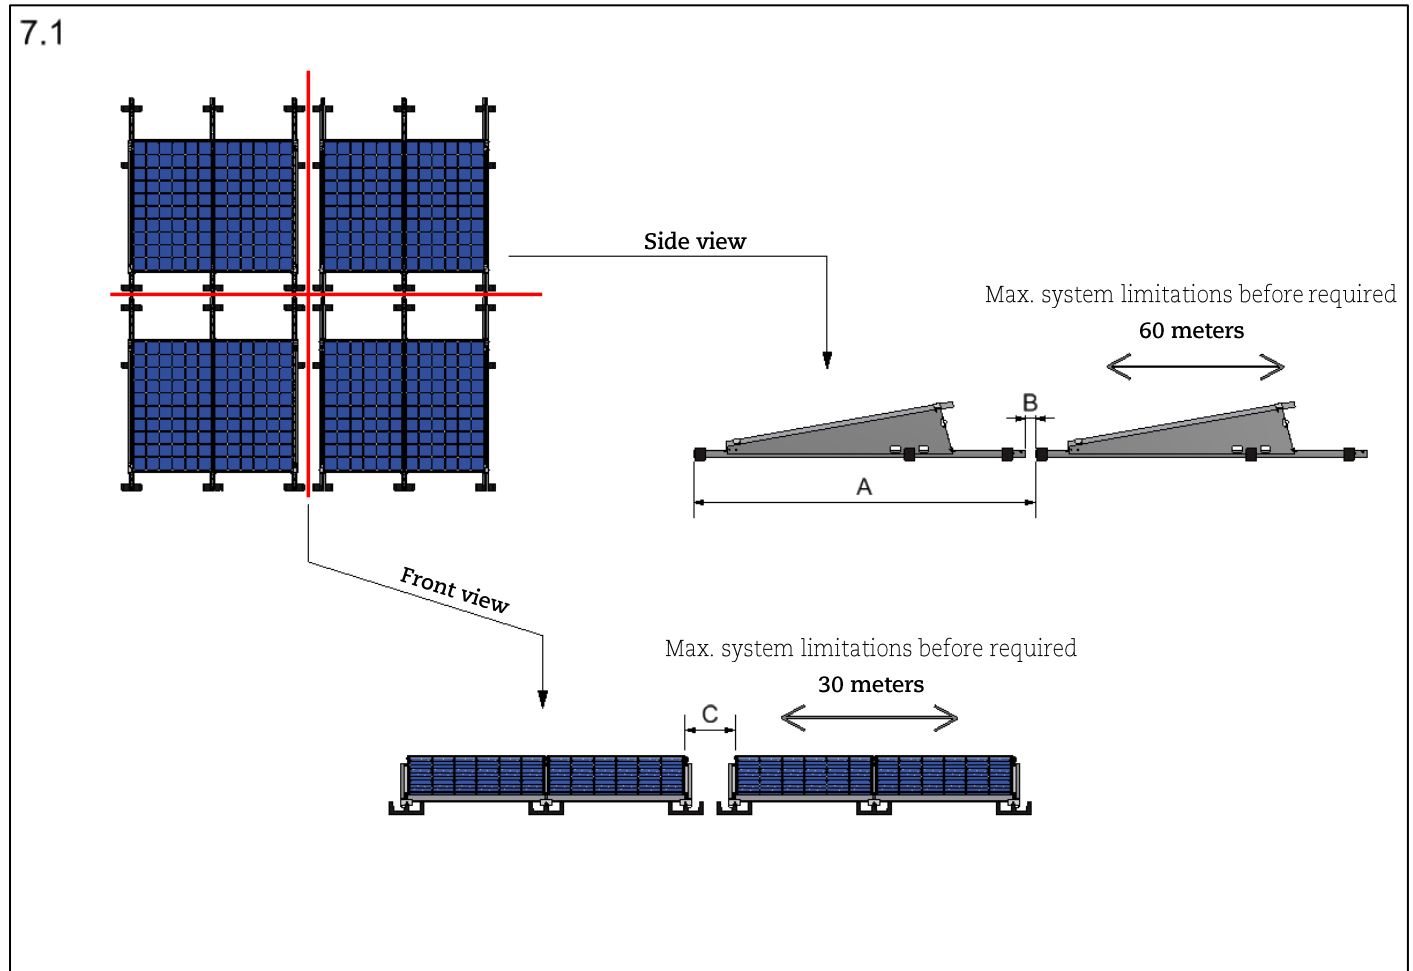 7.1
Side view
Max. system limitations before required
60 meters
B
A
Front view
Max. system limitations before required
30 meters
C